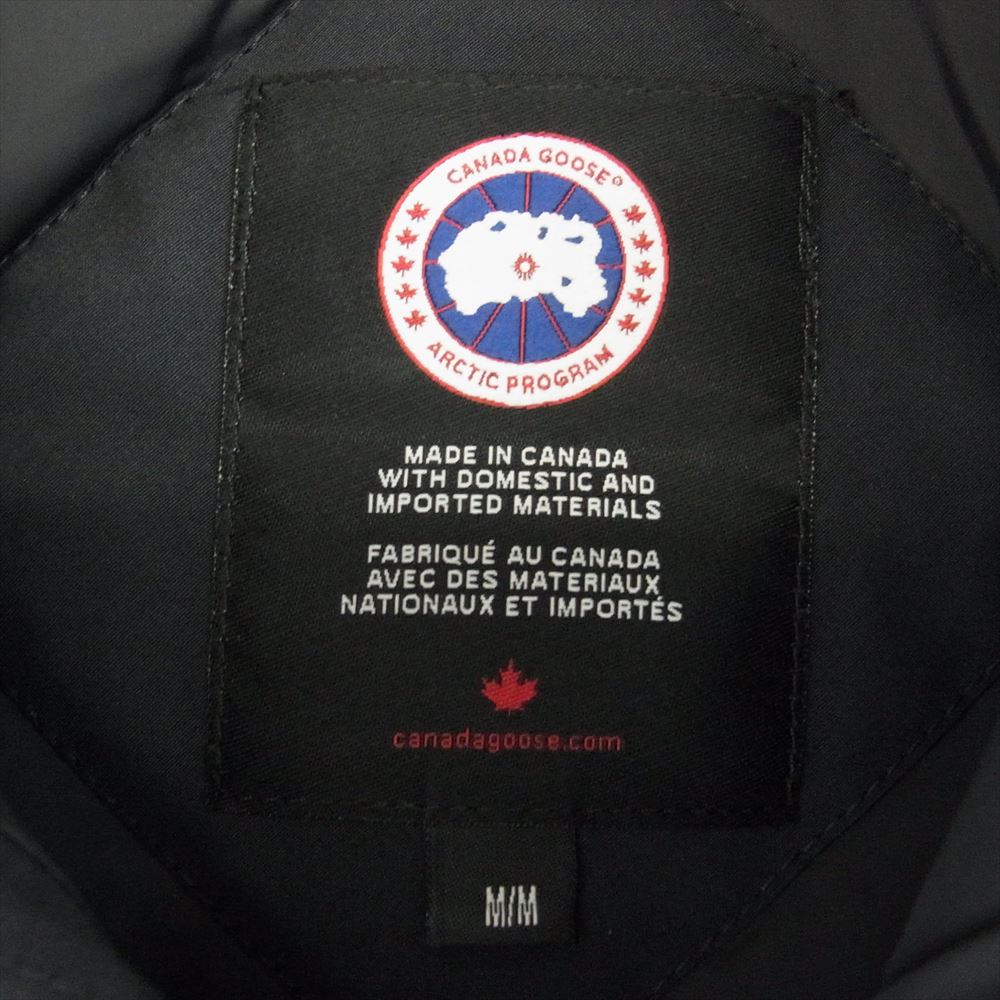 CANADA GOOSE®
ARCTIC PROGRAM
MADE IN CANADA
WITH DOMESTIC AND
IMPORTED MATERIALS
FABRIQUÉ AU CANADA
AVEC DES MATERIAUX
NATIONAUX ET IMPORTÉS
canadagoose.com
M/M